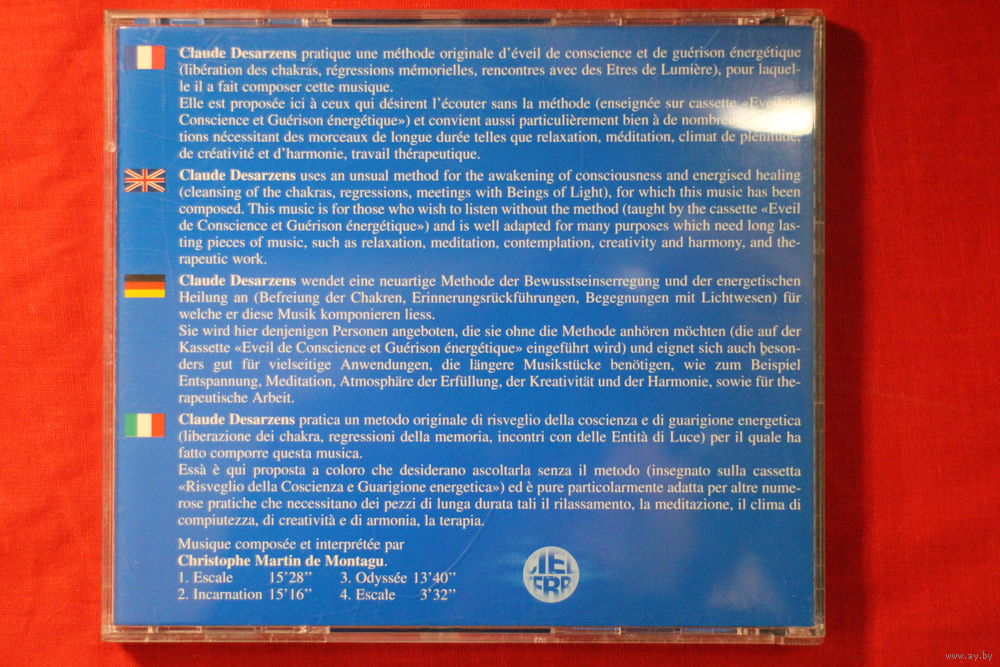 Claude Desarzens pratique une méthode originale d'éveil de conscience et de guérison énergétique
(libération des chakras, régressions mémorielles, rencontres avec des Etres de Lumière), pour laquel-
le il a fait composer cette musique.
Elle est proposée ici à ceux qui désirent l'écouter sans la méthode (enseignée sur cassette «Eveil de
Conscience et Guérison énergétique») et convient aussi particulièrement bien à de nombreuses
tions nécessitant des morceaux de longue durée telles que relaxation, méditation, climat de plénitude,
de créativité et d'harmonie, travail thérapeutique.
Claude Desarzens uses an unsual method for the awakening of consciousness and energised healing
(cleansing of the chakras, regressions, meetings with Beings of Light), for which this music has been
composed. This music is for those who wish to listen without the method (taught by the cassette «Eveil
de Conscience et Guérison énergétique») and is well adapted for many purposes which need long las-
ting pieces of music, such as relaxation, meditation, contemplation, creativity and harmony, and the-
rapeutic work.
Claude Desarzens wendet eine neuartige Methode der Bewusstseinserregung und der energetischen
Heilung an (Befreiung der Chakren, Erinnerungsrückführungen, Begegnungen mit Lichtwesen) für
welche er diese Musik komponieren liess.
Sie wird hier denjenigen Personen angeboten, die sie ohne die Methode anhören möchten (die auf der
Kassette «Eveil de Conscience et Guérison énergétique» eingeführt wird) und eignet sich auch beson-
ders gut für vielseitige Anwendungen, die längere Musikstücke benötigen, wie zum Beispiel
Entspannung, Meditation, Atmosphäre der Erfüllung, der Kreativität und der Harmonie, sowie für the-
rapeutische Arbeit.
Claude Desarzens pratica un metodo originale di risveglio della coscienza e di guarigione energetica
(liberazione dei chakra, regressioni della memoria, incontri con delle Entità di Luce) per il quale ha
fatto comporre questa musica.
Essà è qui proposta a coloro che desiderano ascoltarla senza il metodo (insegnato sulla cassetta
«Risveglio della Coscienza e Guarigione energetica») ed è pure particolarmente adatta per altre nume-
rose pratiche che necessitano dei pezzi di lunga durata tali il rilassamento, la meditazione, il clima di
compiutezza, di creatività e di armonia, la terapia.
Musique composée et interprétée par
Christophe Martin de Montagu.
1. Escale 15'28'' 3. Odyssée 13'40''
2. Incarnation 15'16'' 4. Escale 3'32''
www.ay.by